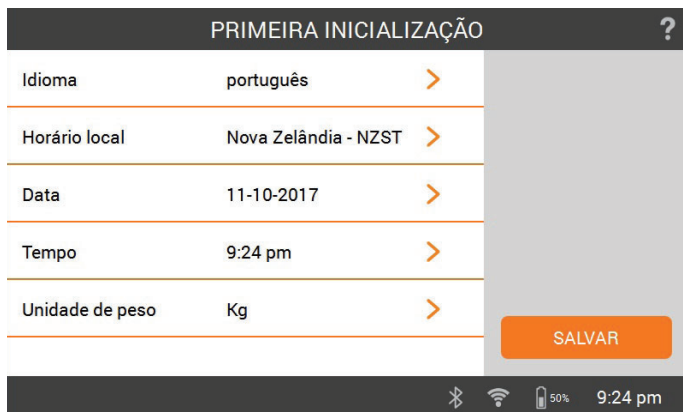 PRIMEIRA INICIALIZAÇÃO ?
Idioma português
Horário local Nova Zelândia - NZST
Data 11-10-2017
Tempo 9:24 pm
Unidade de peso Kg
SALVAR
50% 9:24 pm